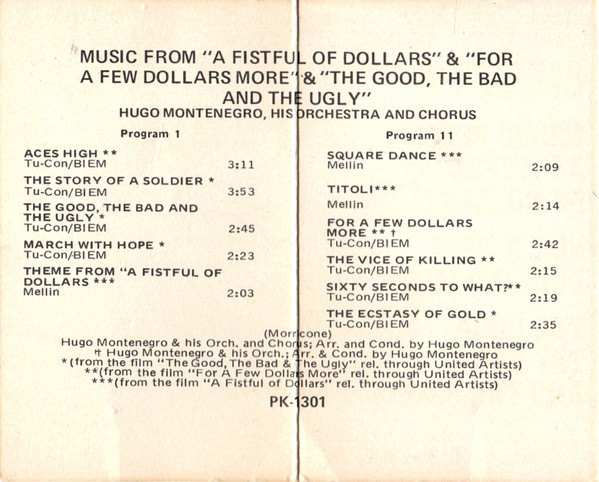 MUSIC FROM "A FISTFUL OF DOLLARS" & "FOR
A FEW DOLLARS MORE" & "THE GOOD, THE BAD
AND THE UGLY"
HUGO MONTENEGRO, HIS ORCHESTRA AND CHORUS
Program 1
ACES HIGH **
Tu-Con/BIEM 3:11
THE STORY OF A SOLDIER *
Tu-Con/BIEM 3:53
THE GOOD, THE BAD AND
THE UGLY *
Tu-Con/BIEM 2:45
MARCH WITH HOPE *
Tu-Con/BIEM 2:23
THEME FROM "A FISTFUL OF
DOLLARS ***
Mellin 2:03
Program 11
SQUARE DANCE ***
Mellin 2:09
TITOLI***
Mellin 2:14
FOR A FEW DOLLARS
MORE ** †
Tu-Con/BIEM 2:42
THE VICE OF KILLING **
Tu-Con/BIEM 2:15
SIXTY SECONDS TO WHAT?**
Tu-Con/BIEM 2:19
THE ECSTASY OF GOLD *
Tu-Con/BIEM 2:35
(Morricone)
Hugo Montenegro & his Orch. and Chorus; Arr. and Cond. by Hugo Montenegro
† Hugo Montenegro & his Orch.; Arr. & Cond. by Hugo Montenegro
*(from the film "The Good, The Bad & The Ugly" rel. through United Artists)
**(from the film "For A Few Dollars More" rel. through United Artists)
***(from the film "A Fistful of Dollars" rel. through United Artists)
PK-1301